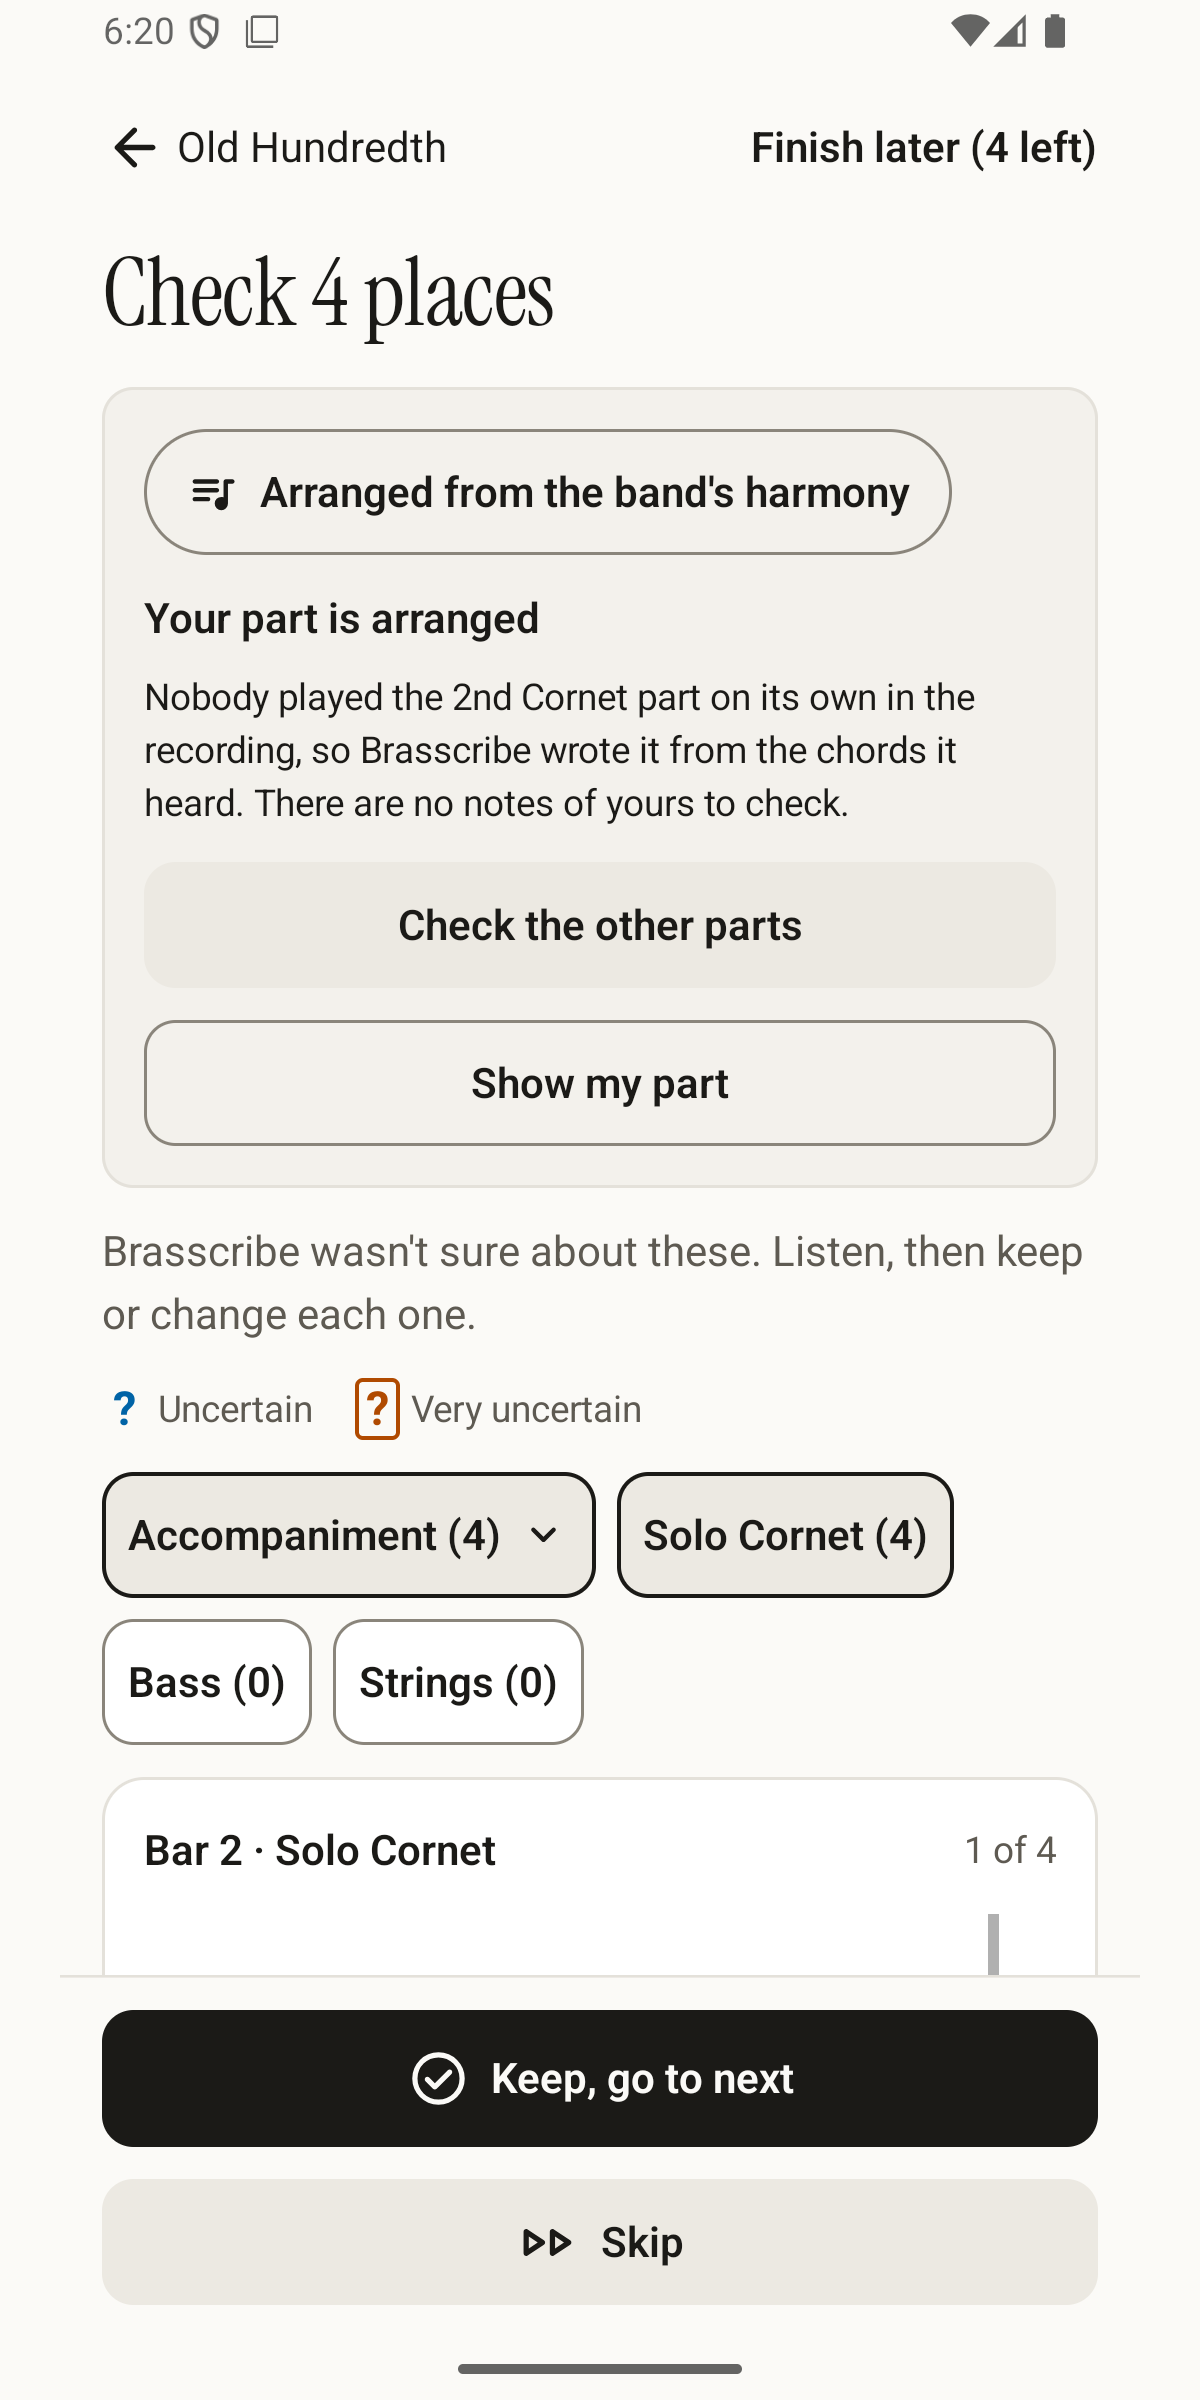 6:20
Old Hundredth
Finish later (4 left)
Check 4 places
Arranged from the band's harmony
Your part is arranged
Nobody played the 2nd Cornet part on its own in the
recording, so Brasscribe wrote it from the chords it
heard. There are no notes of yours to check.
Check the other parts
Show my part
Brasscribe wasn't sure about these. Listen, then keep
or change each one.
? Uncertain
? Very uncertain
Accompaniment (4)
Solo Cornet (4)
Bass (0)
Strings (0)
Bar 2 · Solo Cornet
1 of 4
Keep, go to next
Skip